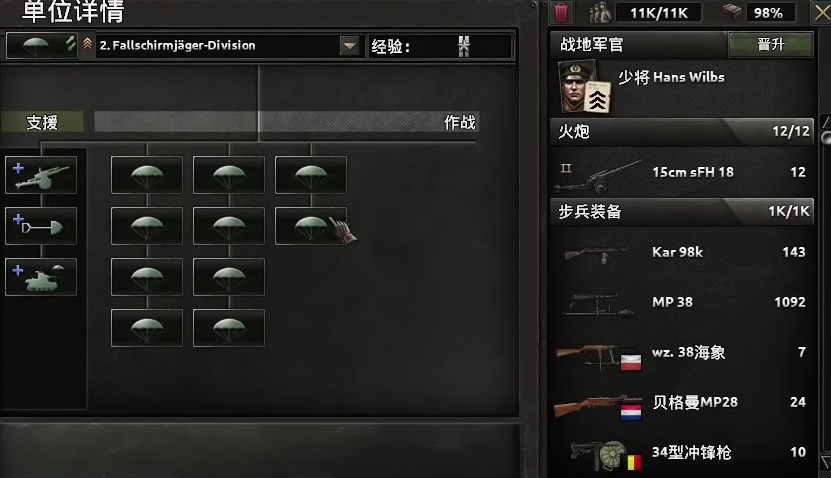 单位详情
2. Fallschirmjäger-Division
经验：
支援
作战
11K/11K
98%
战地军官
晋升
少将 Hans Wilbs
火炮
12/12
II
15cm sFH 18
12
步兵装备
1K/1K
Kar 98k
143
MP 38
1092
wz. 38海象
7
贝格曼MP28
24
34型冲锋枪
10